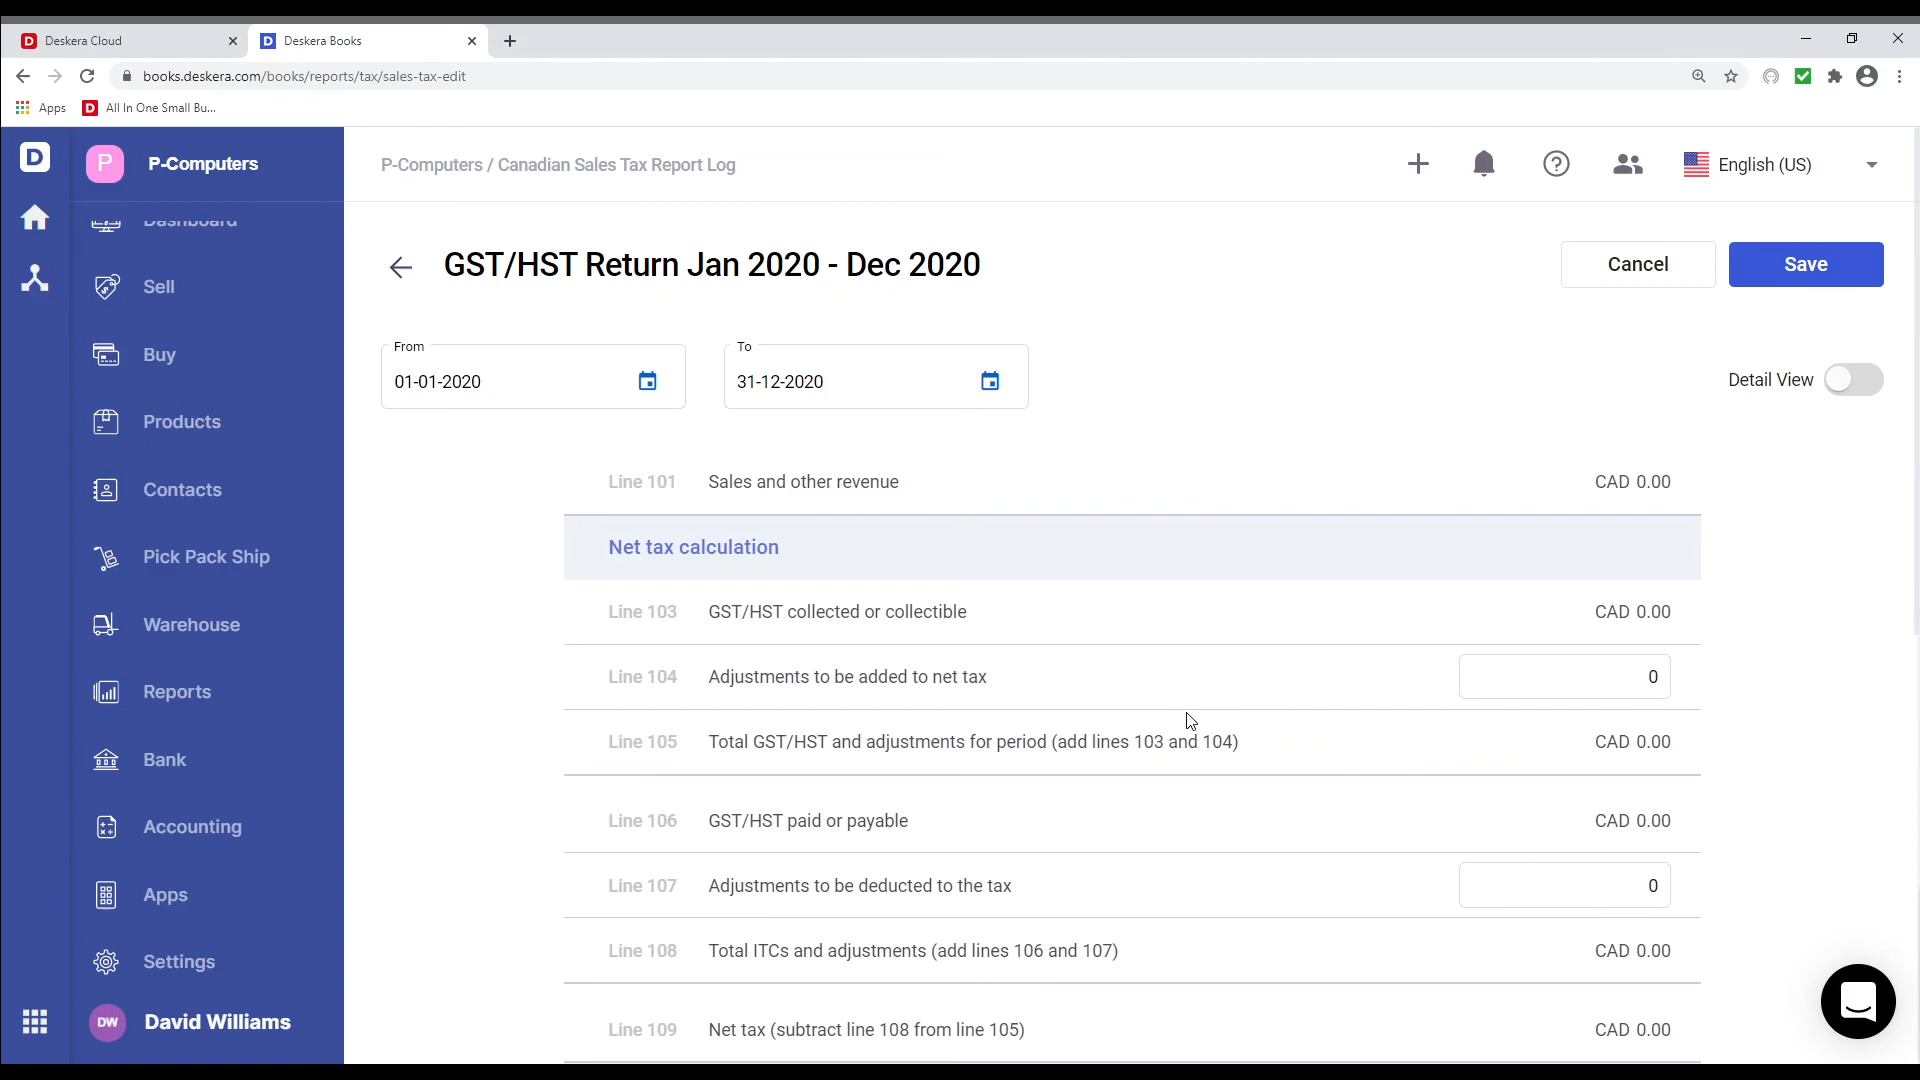 Deskera Cloud
Deskera Books
books.deskera.com/books/reports/tax/sales-tax-edit
Apps
All In One Small Bu...
P-Computers
Dashboard
Sell
Buy
Products
Contacts
Pick Pack Ship
Warehouse
Reports
Bank
Accounting
Apps
Settings
DW David Williams
P-Computers / Canadian Sales Tax Report Log
English (US)
GST/HST Return Jan 2020 - Dec 2020
Cancel
Save
From
01-01-2020
To
31-12-2020
Detail View
Line 101 Sales and other revenue CAD 0.00
Net tax calculation
Line 103 GST/HST collected or collectible CAD 0.00
Line 104 Adjustments to be added to net tax 0
Line 105 Total GST/HST and adjustments for period (add lines 103 and 104) CAD 0.00
Line 106 GST/HST paid or payable CAD 0.00
Line 107 Adjustments to be deducted to the tax 0
Line 108 Total ITCs and adjustments (add lines 106 and 107) CAD 0.00
Line 109 Net tax (subtract line 108 from line 105) CAD 0.00